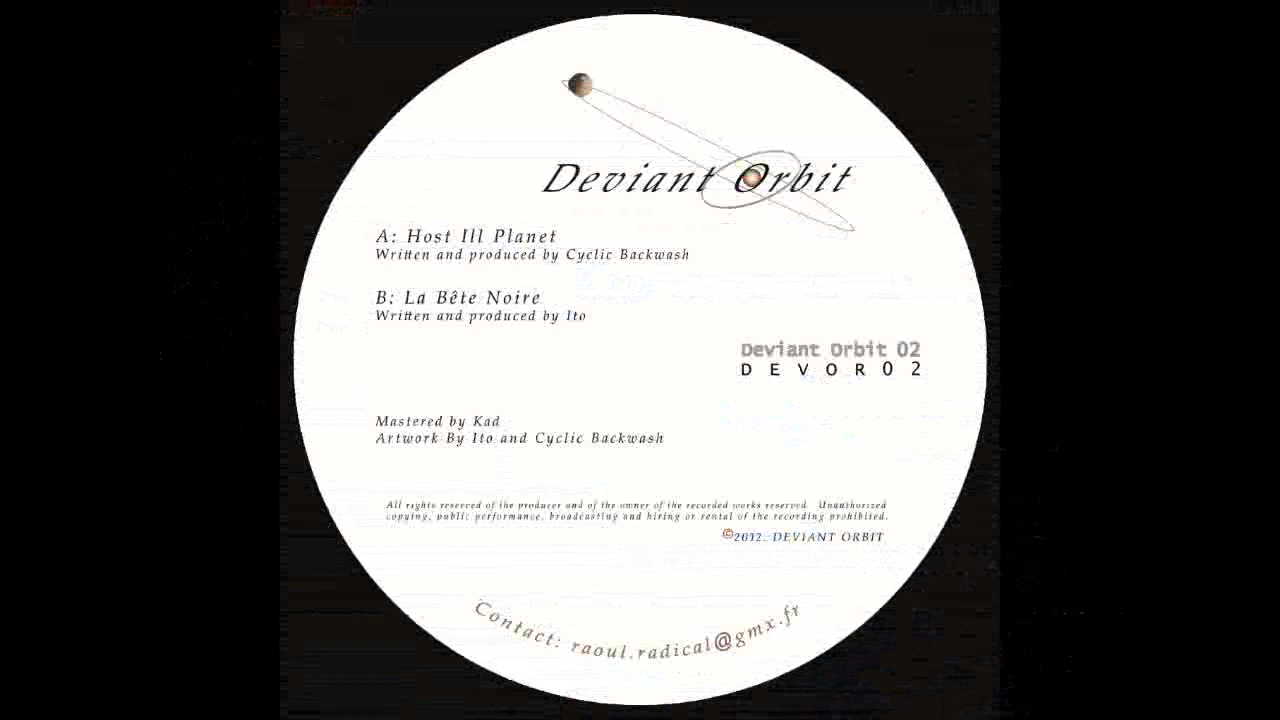 Deviant Orbit
A: Host Ill Planet
Written and produced by Cyclic Backwash
B: La Bête Noire
Written and produced by Ito
Deviant Orbit 02
DEVOR02
Mastered by Kad
Artwork By Ito and Cyclic Backwash
All rights reserved of the producer and of the owner of the recorded works reserved. Unauthorized
copying, public performance, broadcasting and hiring or rental of the recording prohibited.
©2012. DEVIANT ORBIT
Contact: raoul.radical@gmx.fr